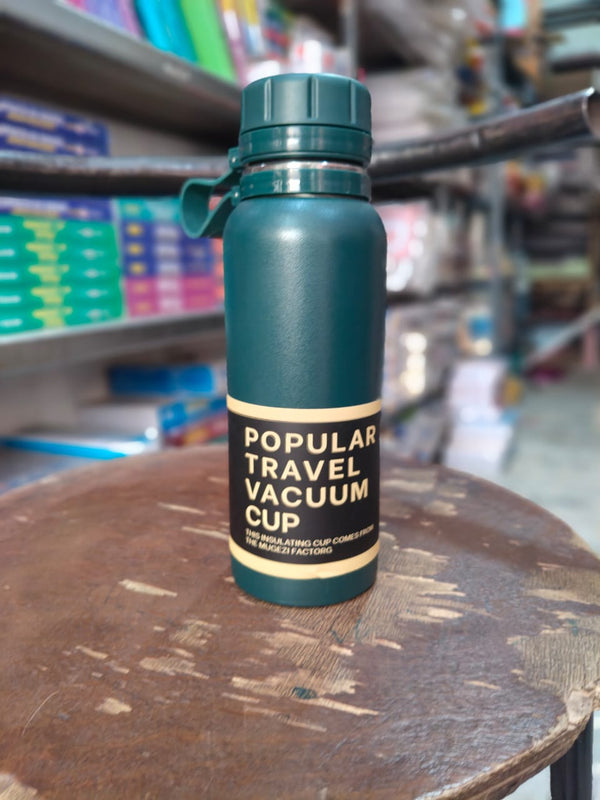 POPULAR
TRAVEL
VACUUM
CUP
THIS INSULATING CUP COMES FROM
THE MUGEZI FACTORG